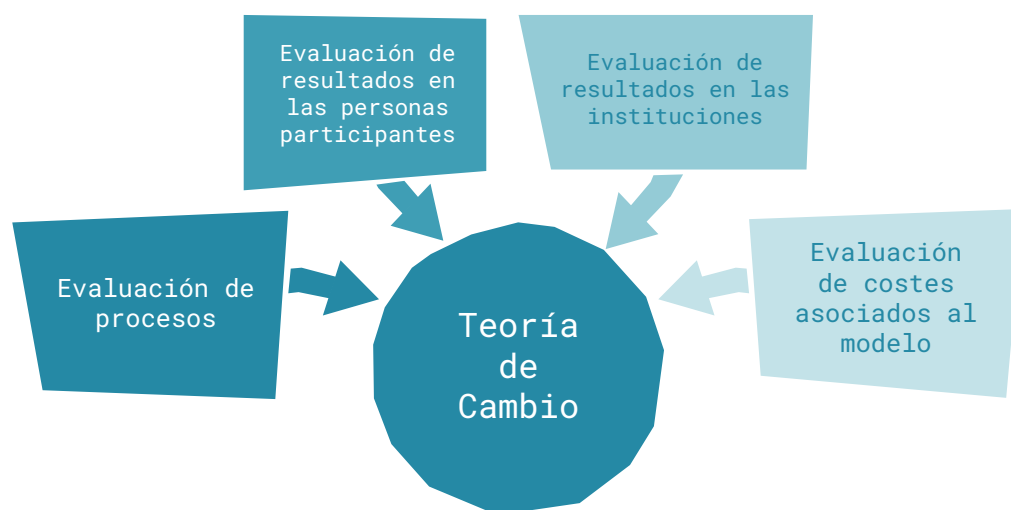 Evaluación de
resultados en
las personas
participantes
Evaluación de
resultados en las
instituciones
Evaluación de
procesos
Evaluación
de costes
asociados al
modelo
Teoría
de
Cambio